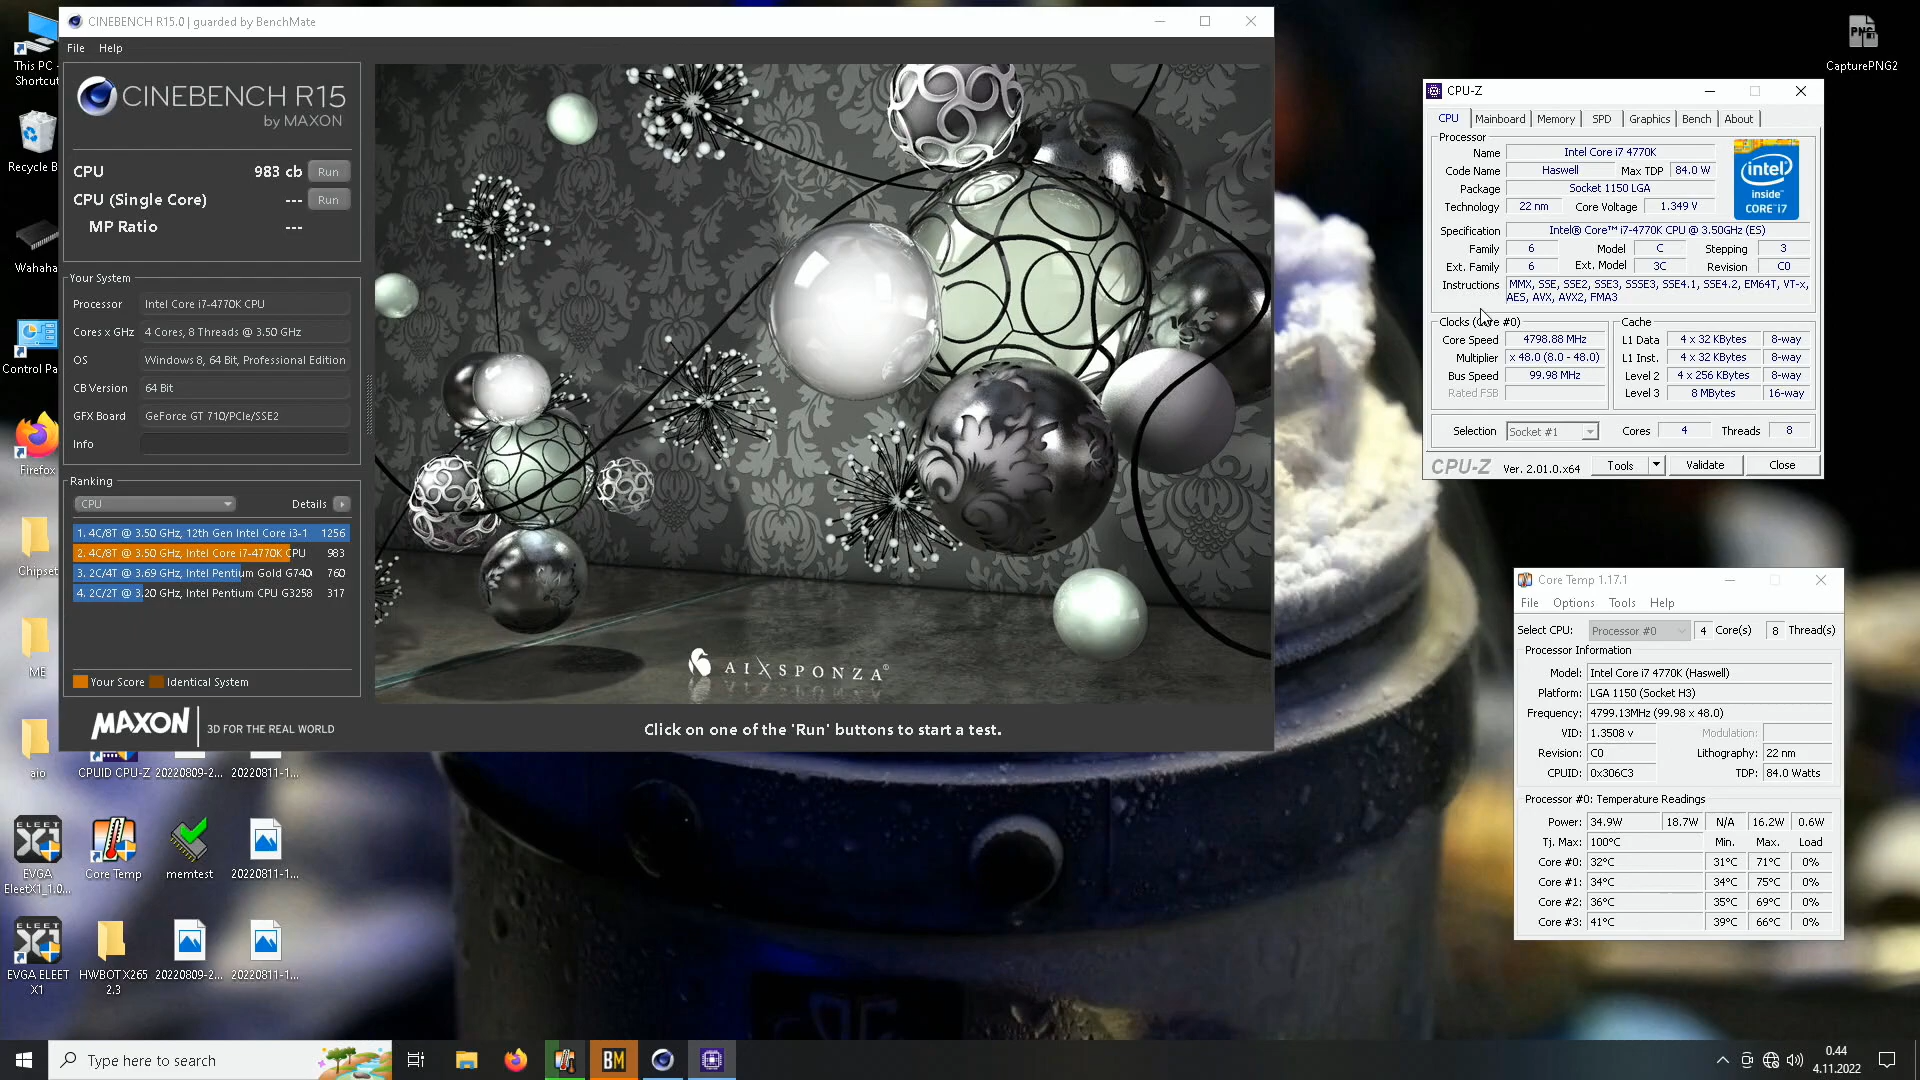 CINEBENCH R15.0 | guarded by BenchMate
File Help
CINEBENCH R15
by MAXON
CPU 983 cb Run
CPU (Single Core) --- Run
MP Ratio ---
Your System
Processor Intel Core i7-4770K CPU
Cores x GHz 4 Cores, 8 Threads @ 3.50 GHz
OS Windows 8, 64 Bit, Professional Edition
CB Version 64 Bit
GFX Board GeForce GT 710/PCIe/SSE2
Info
Ranking
CPU Details
1. 4C/8T @ 3.50 GHz, 12th Gen Intel Core i3-1 1256
2. 4C/8T @ 3.50 GHz, Intel Core i7-4770K CPU 983
3. 2C/4T @ 3.69 GHz, Intel Pentium Gold G740 760
4. 2C/2T @ 3.20 GHz, Intel Pentium CPU G3258 317
Your Score Identical System
MAXON 3D FOR THE REAL WORLD
AIXSPONZA®
Click on one of the 'Run' buttons to start a test.
CPU-Z
CPU Mainboard Memory SPD Graphics Bench About
Processor
Name Intel Core i7 4770K
Code Name Haswell Max TDP 84.0 W
Package Socket 1150 LGA
Technology 22 nm Core Voltage 1.349 V
intel inside™ CORE™ i7
Specification Intel® Core™ i7-4770K CPU @ 3.50GHz (ES)
Family 6 Model C Stepping 3
Ext. Family 6 Ext. Model 3C Revision C0
Instructions MMX, SSE, SSE2, SSE3, SSSE3, SSE4.1, SSE4.2, EM64T, VT-x,
AES, AVX, AVX2, FMA3
Clocks (Core #0)
Core Speed 4798.88 MHz
Multiplier x 48.0 (8.0 - 48.0)
Bus Speed 99.98 MHz
Rated FSB
Cache
L1 Data 4 x 32 KBytes 8-way
L1 Inst. 4 x 32 KBytes 8-way
Level 2 4 x 256 KBytes 8-way
Level 3 8 MBytes 16-way
Selection Socket #1 Cores 4 Threads 8
CPU-Z Ver. 2.01.0.x64 Tools Validate Close
Core Temp 1.17.1
File Options Tools Help
Select CPU: Processor #0 4 Core(s) 8 Thread(s)
Processor Information
Model: Intel Core i7 4770K (Haswell)
Platform: LGA 1150 (Socket H3)
Frequency: 4799.13MHz (99.98 x 48.0)
VID: 1.3508 v Modulation:
Revision: C0 Lithography: 22 nm
CPUID: 0x306C3 TDP: 84.0 Watts
Processor #0: Temperature Readings
Power: 34.9W 18.7W N/A 16.2W 0.6W
Tj. Max: 100°C Min. Max. Load
Core #0: 32°C 31°C 71°C 0%
Core #1: 34°C 34°C 75°C 0%
Core #2: 36°C 35°C 69°C 0%
Core #3: 41°C 39°C 66°C 0%
CapturePNG2
This PC -
Shortcut
Recycle B
Wahaha
Control Pa
Firefox
Chipset
ME
aio CPUID CPU-Z 20220809-2... 20220811-1...
EVGA
EleetX1_1.0... Core Temp memtest 20220811-1...
EVGA ELEET
X1
HWBOT X265
2.3
20220809-2... 20220811-1...
Type here to search
BM
0.44
4.11.2022